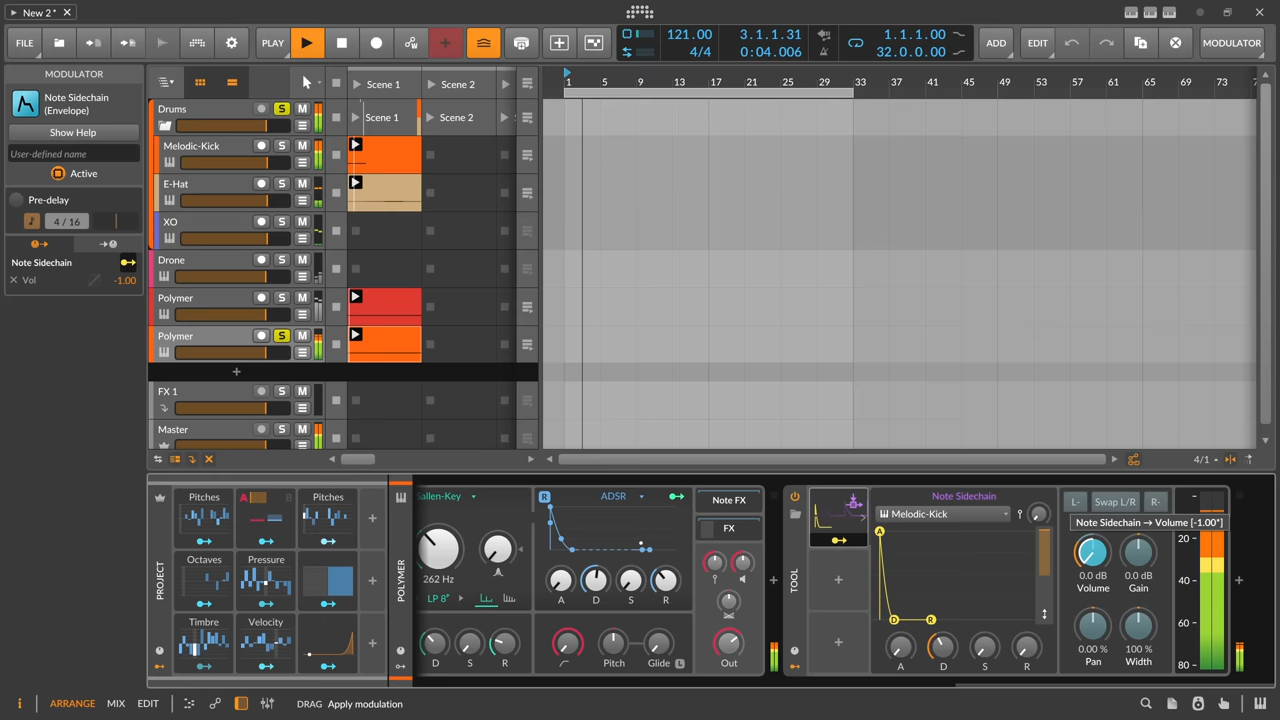 New 2*
FILE
PLAY
121.00
4/4
3.1.1.31
0:04.006
1.1.1.00
32.0.0.00
ADD
EDIT
MODULATOR
MODULATOR
Note Sidechain
(Envelope)
Show Help
User-defined name
Active
Pre-delay
4 / 16
Note Sidechain
Vol
-1.00
Scene 1
Scene 2
1 5 9 13 17 21 25 29 33 37 41 45 49 53 57 61 65 69 73
Drums S M
Scene 1
Scene 2
Melodic-Kick S M
E-Hat S M
XO S M
Drone S M
Polymer S M
Polymer S M
+
FX 1 S M
Master S M
4/1
PROJECT
Pitches
A
B
Pitches
Octaves
Pressure
Timbre
Velocity
POLYMER
Sallen-Key
262 Hz
LP 8*
D S R
R
ADSR
A D S R
Pitch
Glide L
Note FX
FX
Out
TOOL
Note Sidechain
Melodic-Kick
A
D
R
A D S R
L-
Swap L/R
R-
Note Sidechain → Volume [-1.00*]
0.0 dB
Volume
0.0 dB
Gain
0.00 %
Pan
100 %
Width
20
40
60
80
i
ARRANGE
MIX
EDIT
DRAG
Apply modulation